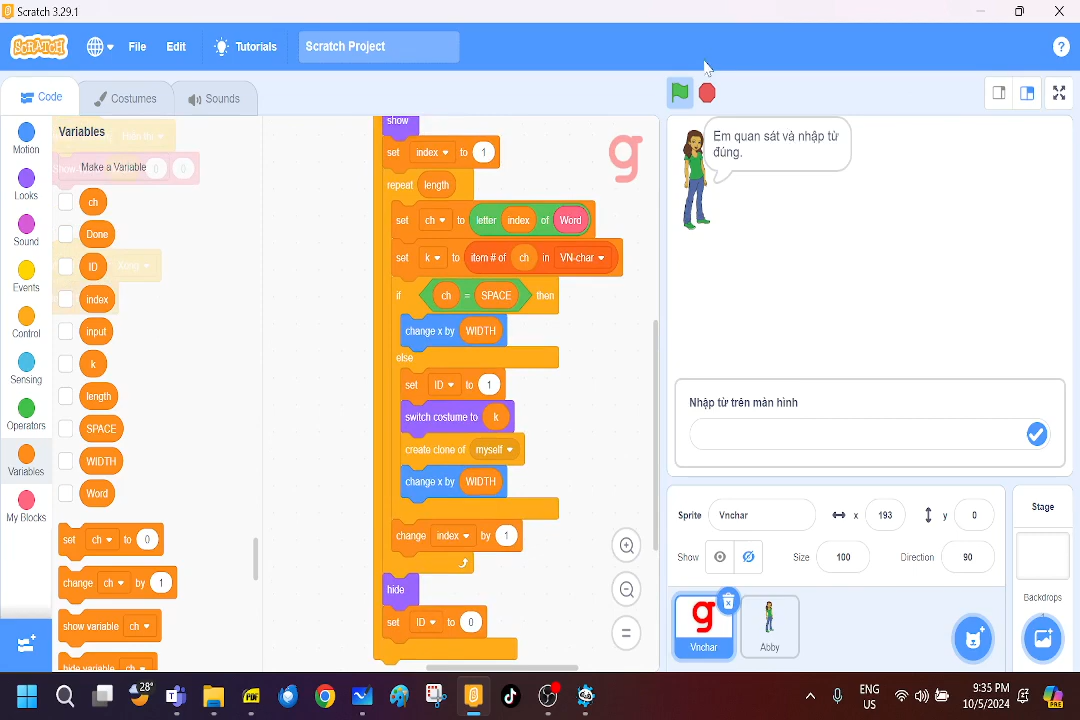 Scratch 3.29.1
SCRATCH
File
Edit
Tutorials
Scratch Project
?
Code
Costumes
Sounds
Variables
Make a Variable
Motion
Looks
Sound
Events
Control
Sensing
Operators
Variables
My Blocks
ch
Done
ID
index
input
k
length
SPACE
WIDTH
Word
set ch to 0
change ch by 1
show variable ch
hide variable ch
show
set index to 1
repeat length
set ch to letter index of Word
set k to item # of ch in VN-char
if ch = SPACE then
change x by WIDTH
else
set ID to 1
switch costume to k
create clone of myself
change x by WIDTH
change index by 1
hide
set ID to 0
g
Em quan sát và nhập từ
đúng.
Nhập từ trên màn hình
Sprite Vnchar x 193 y 0
Show Size 100 Direction 90
g
Vnchar
Abby
Stage
Backdrops
28°
ENG
US
9:35 PM
10/5/2024